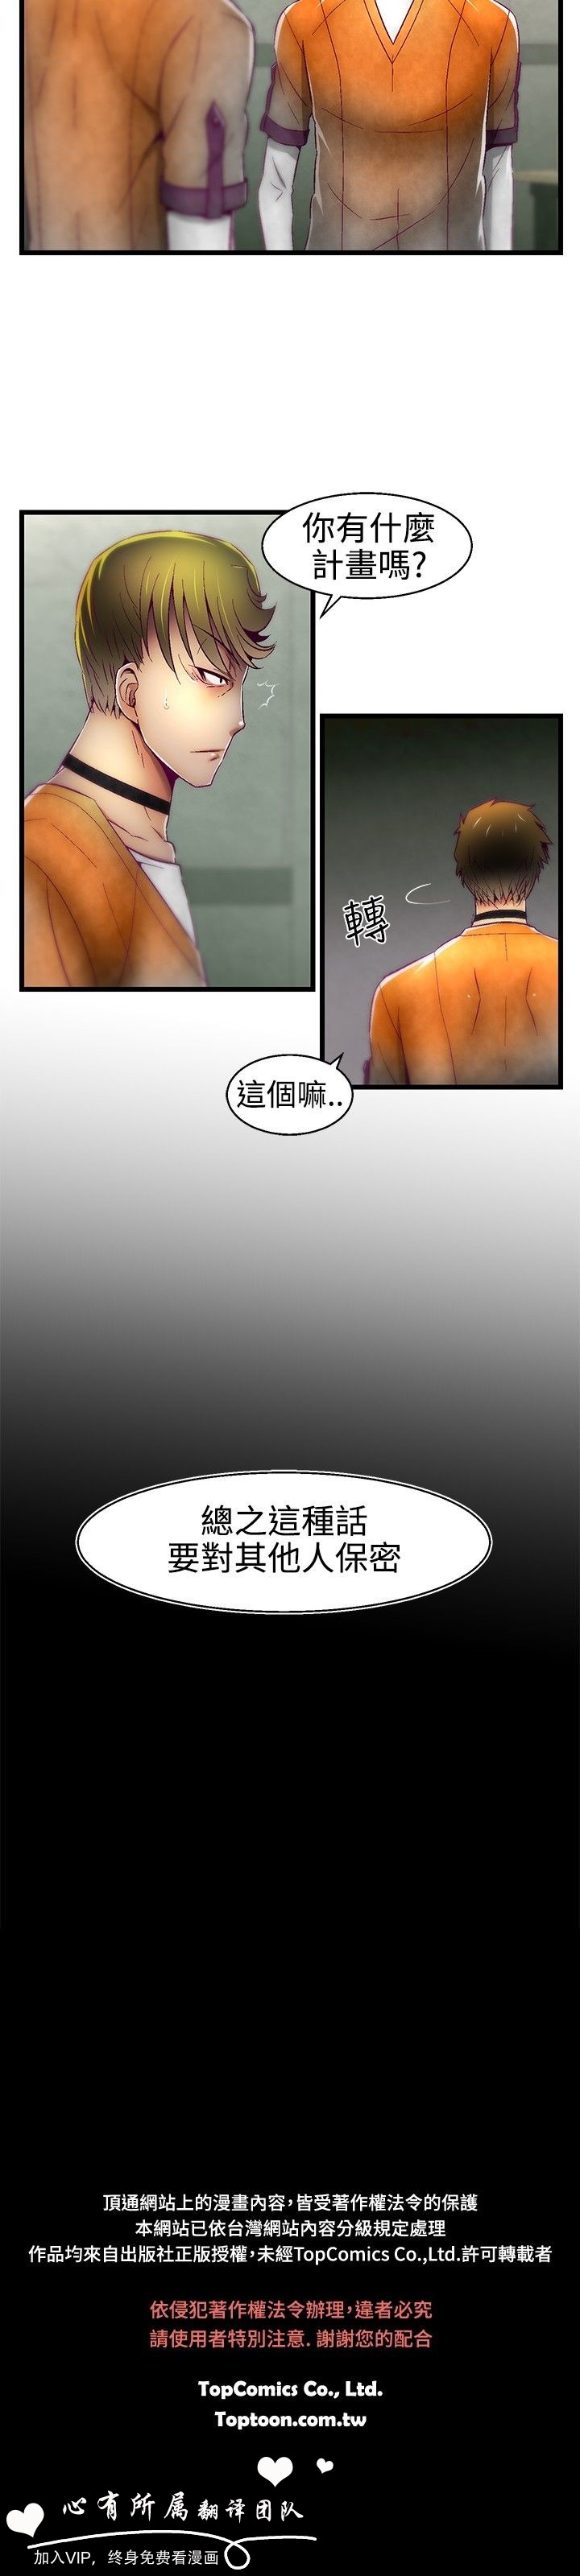 你有什麼
計畫嗎?
轉
這個嘛..
總之這種話
要對其他人保密
頂通網站上的漫畫內容，皆受著作權法令的保護
本網站已依台灣網站內容分級規定處理
作品均來自出版社正版授權，未經TopComics Co.,Ltd.許可轉載者
依侵犯著作權法令辦理，違者必究
請使用者特別注意. 謝謝您的配合
TopComics Co., Ltd.
Toptoon.com.tw
心有所属翻译团队
加入VIP，终身免费看漫画